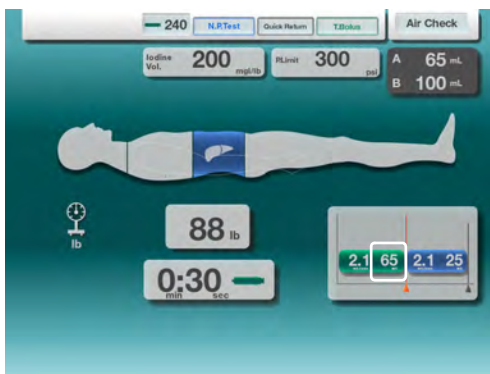 240 N.P.Test Quick Return T.Bolus Air Check
Iodine Vol. 200 mgI/lb P.Limit 300 psi
A 65 mL
B 100 mL
lb
88 lb
0:30
min sec
2.1 65 2.1 25